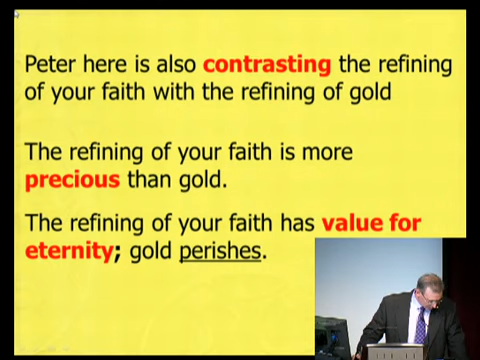 Peter here is also contrasting the refining
of your faith with the refining of gold
The refining of your faith is more
precious than gold.
The refining of your faith has value for
eternity; gold perishes.